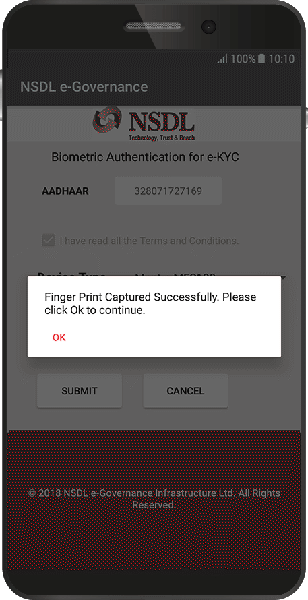 100% 10:10
NSDL e-Governance
NSDL
Technology, Trust & Reach
Biometric Authentication for e-KYC
AADHAAR 328071727169
I have read all the Terms and Conditions.
Device Type
Finger Print Captured Successfully. Please
click Ok to continue.
OK
SUBMIT CANCEL
© 2018 NSDL e-Governance Infrastructure Ltd. All Rights
Reserved.